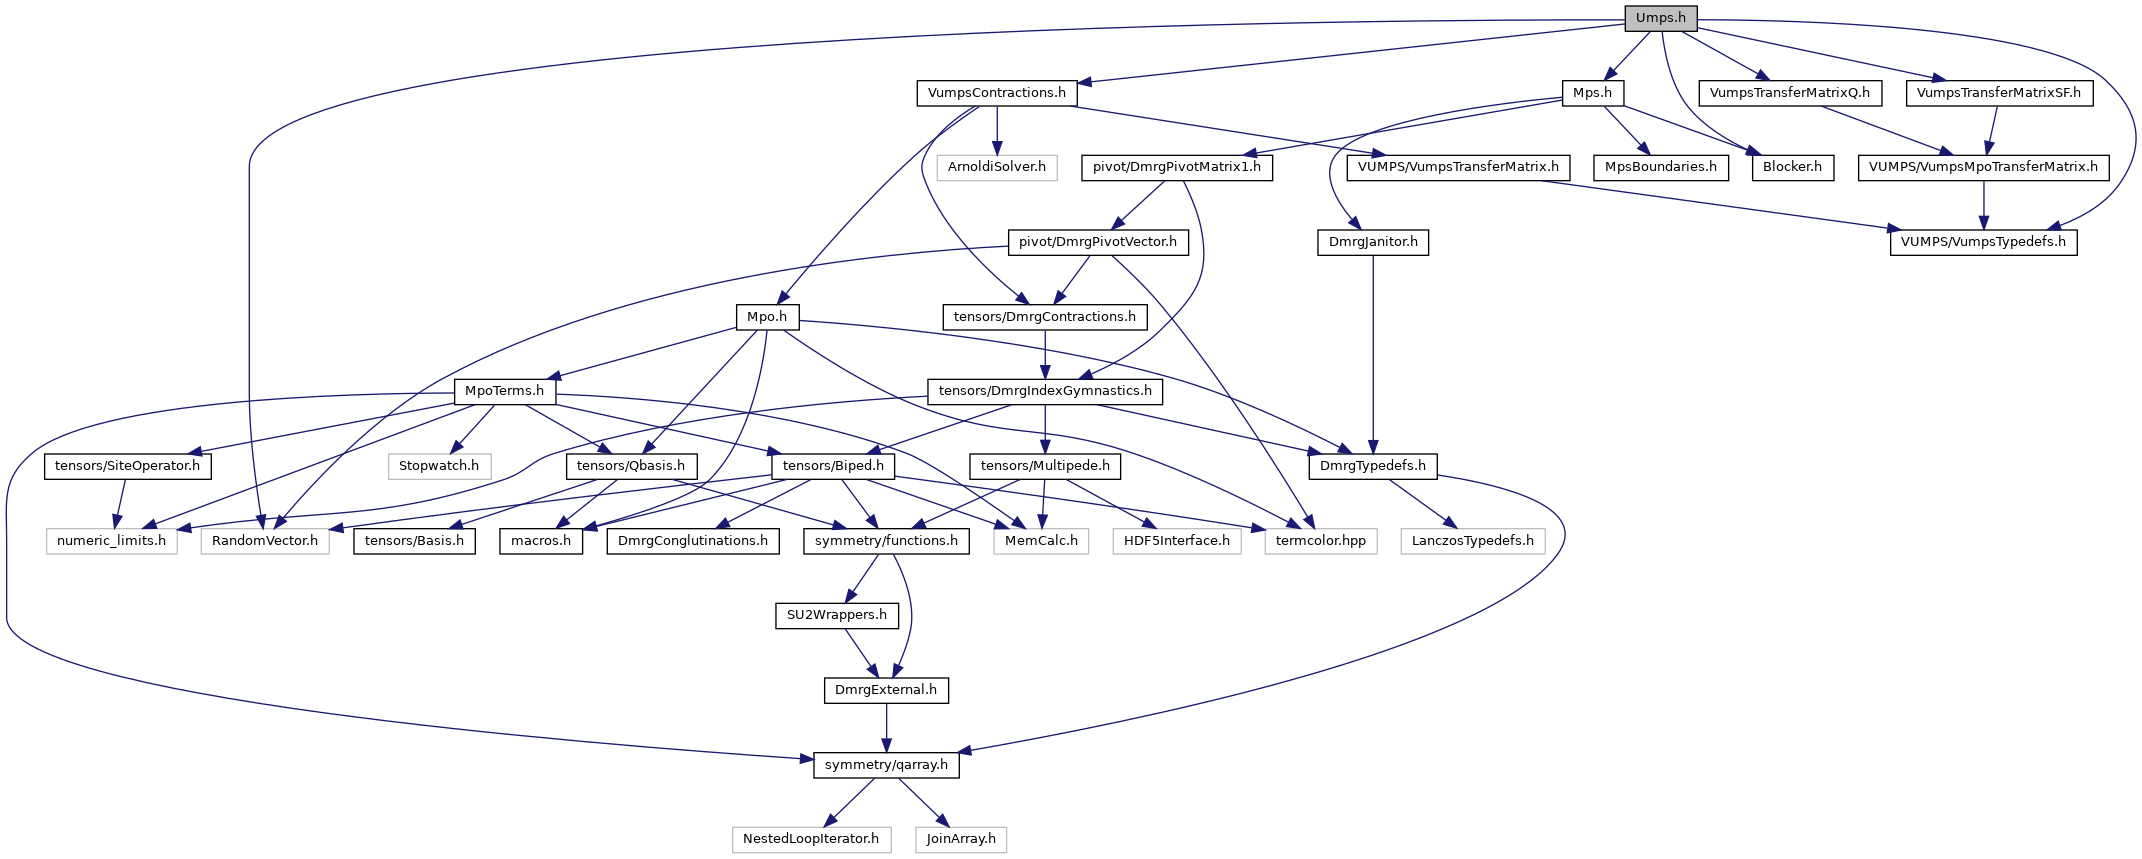 Umps.h
VumpsContractions.h
Mps.h
VumpsTransferMatrixQ.h
VumpsTransferMatrixSF.h
ArnoldiSolver.h
pivot/DmrgPivotMatrix1.h
VUMPS/VumpsTransferMatrix.h
MpsBoundaries.h
Blocker.h
VUMPS/VumpsMpoTransferMatrix.h
pivot/DmrgPivotVector.h
DmrgJanitor.h
VUMPS/VumpsTypedefs.h
Mpo.h
tensors/DmrgContractions.h
MpoTerms.h
tensors/DmrgIndexGymnastics.h
tensors/SiteOperator.h
Stopwatch.h
tensors/Qbasis.h
tensors/Biped.h
tensors/Multipede.h
DmrgTypedefs.h
numeric_limits.h
RandomVector.h
tensors/Basis.h
macros.h
DmrgConglutinations.h
symmetry/functions.h
MemCalc.h
HDF5Interface.h
termcolor.hpp
LanczosTypedefs.h
SU2Wrappers.h
DmrgExternal.h
symmetry/qarray.h
NestedLoopIterator.h
JoinArray.h